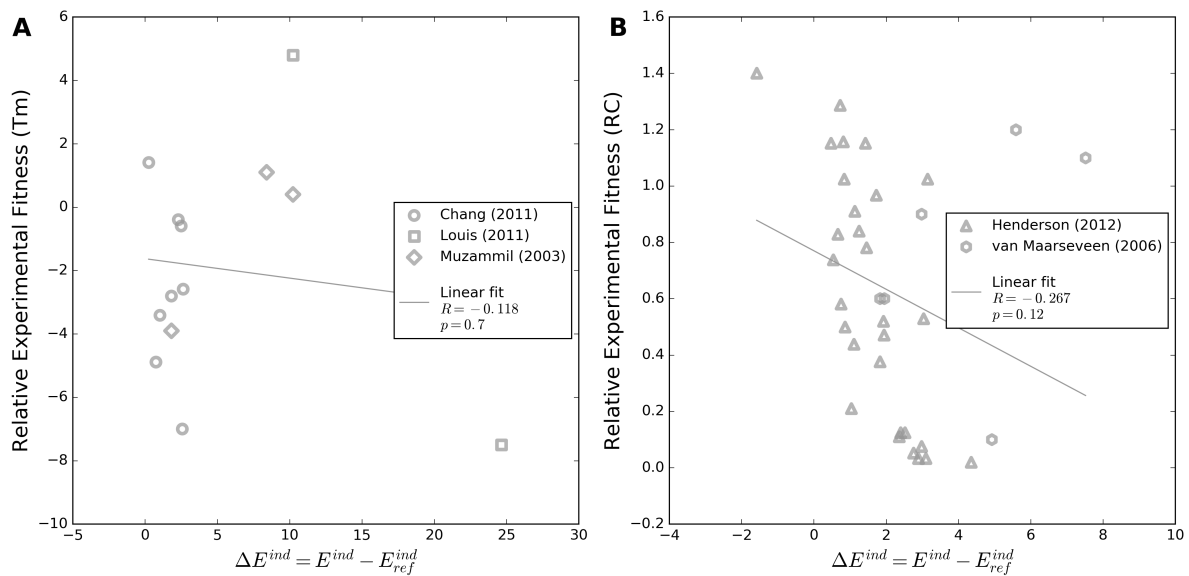 A
Relative Experimental Fitness (Tm)
6
4
2
0
−2
−4
−6
−8
−10
−5
0
5
10
15
20
25
30
ΔE^{ind} = E^{ind} − E^{ind}_{ref}
Chang (2011)
Louis (2011)
Muzammil (2003)
Linear fit
R = −0.118
p = 0.7
B
Relative Experimental Fitness (RC)
1.6
1.4
1.2
1.0
0.8
0.6
0.4
0.2
0.0
−0.2
−4
−2
0
2
4
6
8
10
ΔE^{ind} = E^{ind} − E^{ind}_{ref}
Henderson (2012)
van Maarseveen (2006)
Linear fit
R = −0.267
p = 0.12